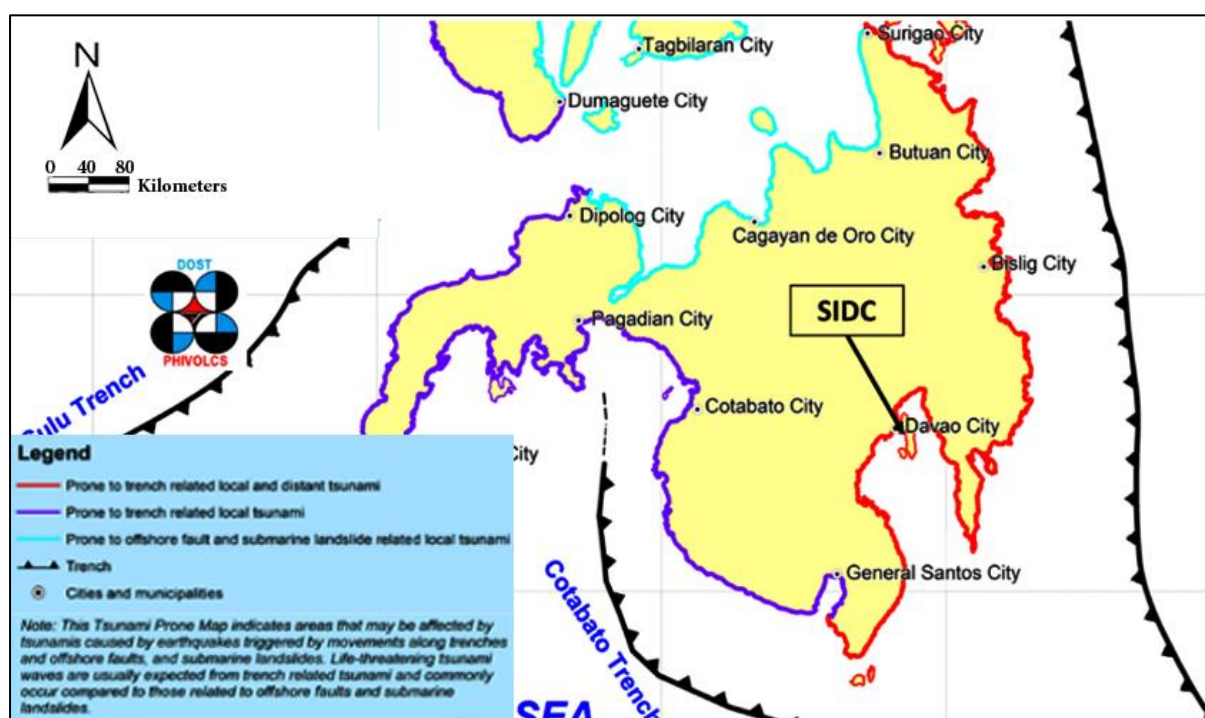 N
0 40 80
Kilometers
DOST
PHIVOLCS
Tagbilaran City
Surigao City
Dumaguete City
Butuan City
Dipolog City
Cagayan de Oro City
Bislig City
SIDC
Pagadian City
Cotabato City
Davao City
General Santos City
Sulu Trench
City
Cotabato Trench
SEA
Legend
Prone to trench related local and distant tsunami
Prone to trench related local tsunami
Prone to offshore fault and submarine landslide related local tsunami
Trench
Cities and municipalities
Note: This Tsunami Prone Map indicates areas that may be affected by
tsunamis caused by earthquakes triggered by movements along trenches
and offshore faults, and submarine landslides. Life-threatening tsunami
waves are usually expected from trench related tsunami and commonly
occur compared to those related to offshore faults and submarine
landslides.